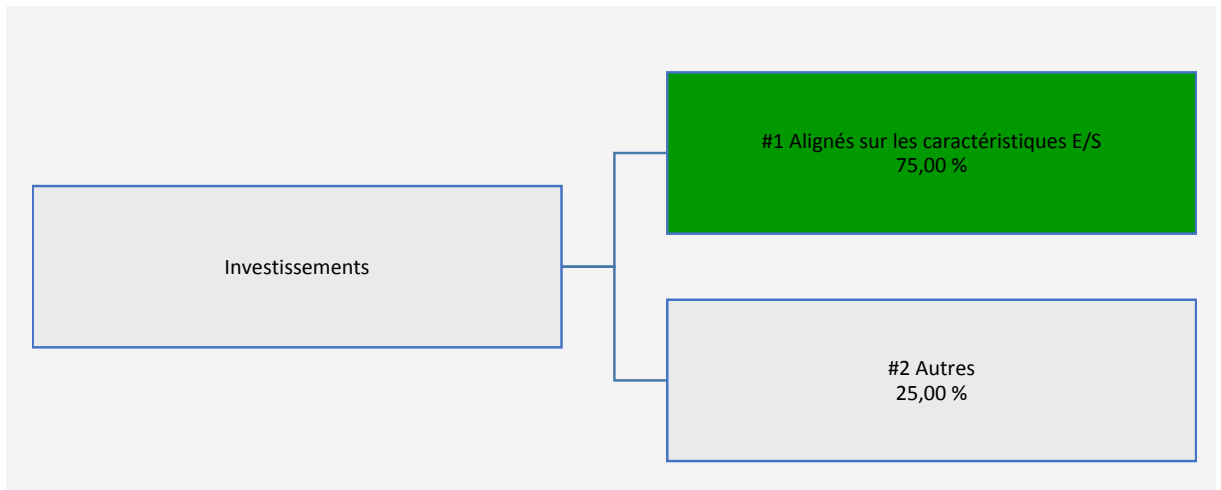 Investissements
#1 Alignés sur les caractéristiques E/S
75,00 %
#2 Autres
25,00 %